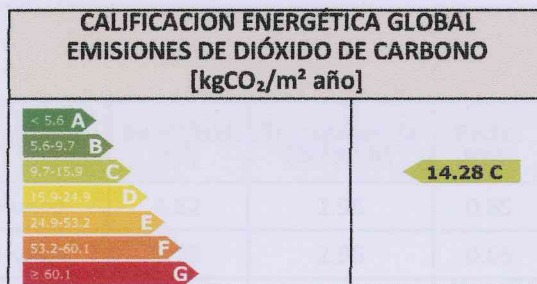 CALIFICACION ENERGÉTICA GLOBAL
EMISIONES DE DIÓXIDO DE CARBONO
[kgCO₂/m² año]
< 5.6 A
5.6-9.7 B
9.7-15.9 C
14.28 C
15.9-24.9 D
24.9-53.2 E
53.2-60.1 F
≥ 60.1 G